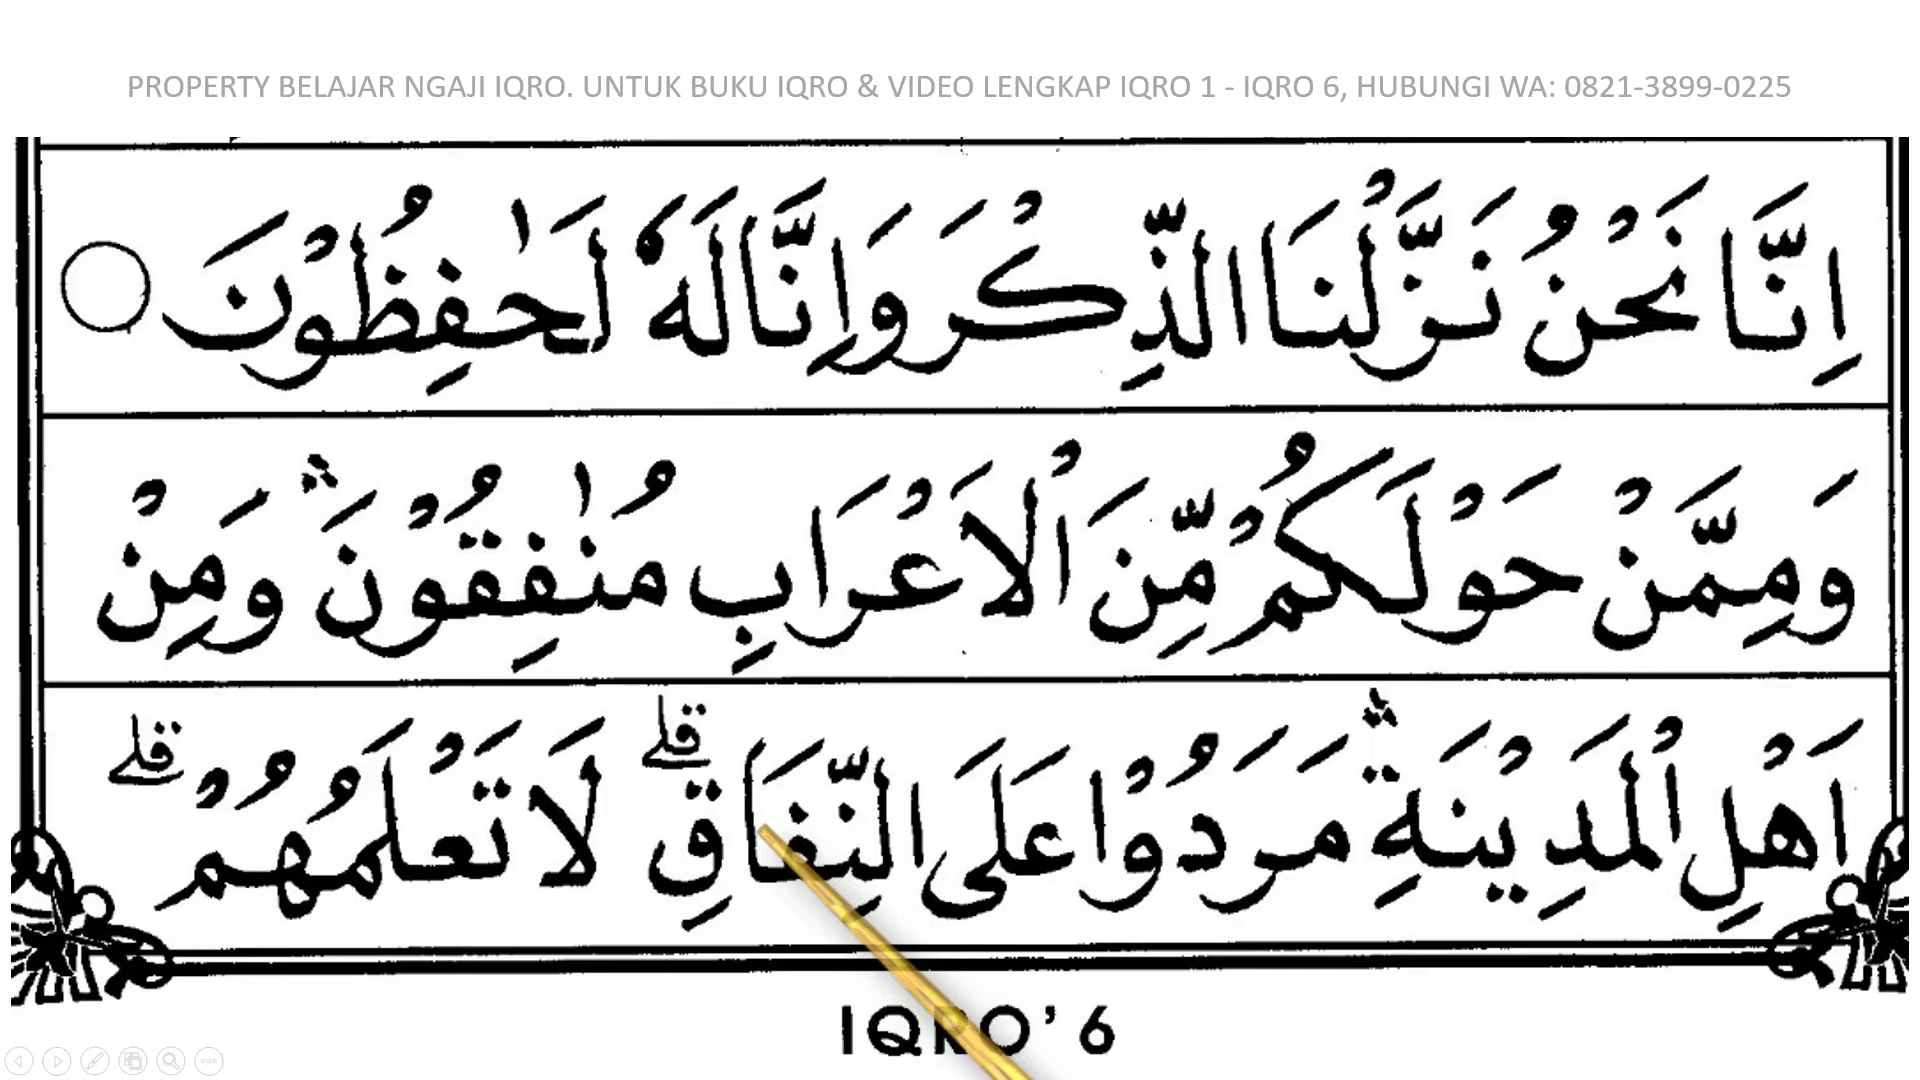 PROPERTY BELAJAR NGAJI IQRO. UNTUK BUKU IQRO & VIDEO LENGKAP IQRO 1 - IQRO 6, HUBUNGI WA: 0821-3899-0225
اِنَّا نَحْنُ نَزَّلْنَا الذِّكْرَ وَاِنَّا لَهٗ لَحٰفِظُوْنَ ۝
وَمِمَّنْ حَوْلَكُمْ مِّنَ الْاَعْرَابِ مُنٰفِقُوْنَ ۛ وَمِنْ
اَهْلِ الْمَدِيْنَةِ ۛ مَرَدُوْا عَلَى النِّفَاقِ ۗ لَا تَعْلَمُهُمْ ۗ
IQRO'6